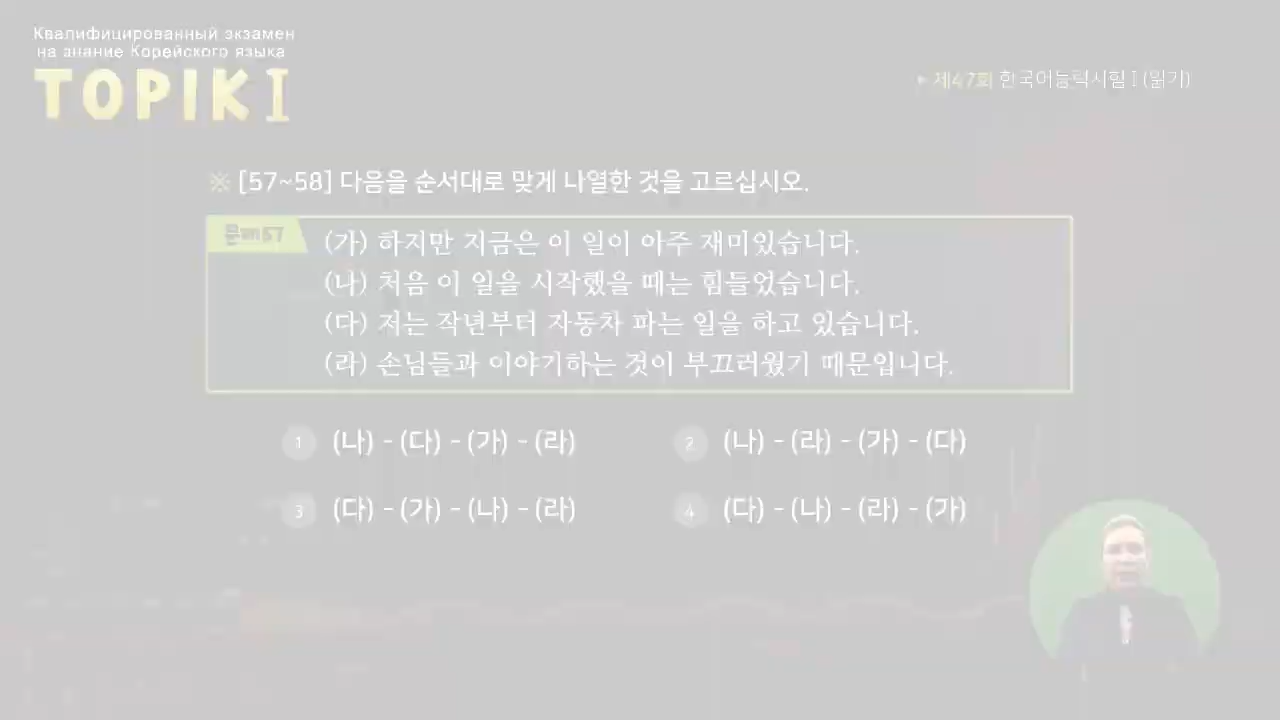 Квалифицированный экзамен
на знание Корейского языка
TOPIK I
▸ 제47회 한국어능력시험 I (읽기)
※ [57~58] 다음을 순서대로 맞게 나열한 것을 고르십시오.
문제 57
(가) 하지만 지금은 이 일이 아주 재미있습니다.
(나) 처음 이 일을 시작했을 때는 힘들었습니다.
(다) 저는 작년부터 자동차 파는 일을 하고 있습니다.
(라) 손님들과 이야기하는 것이 부끄러웠기 때문입니다.
1 (나) - (다) - (가) - (라)
2 (나) - (라) - (가) - (다)
3 (다) - (가) - (나) - (라)
4 (다) - (나) - (라) - (가)